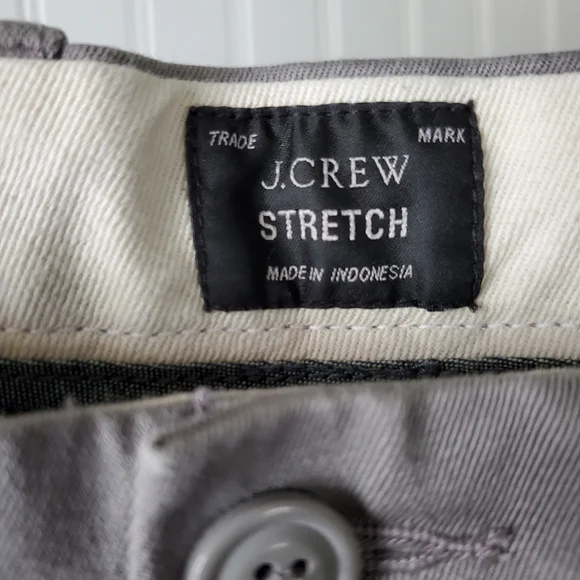 TRADE MARK
J.CREW
STRETCH
MADE IN INDONESIA